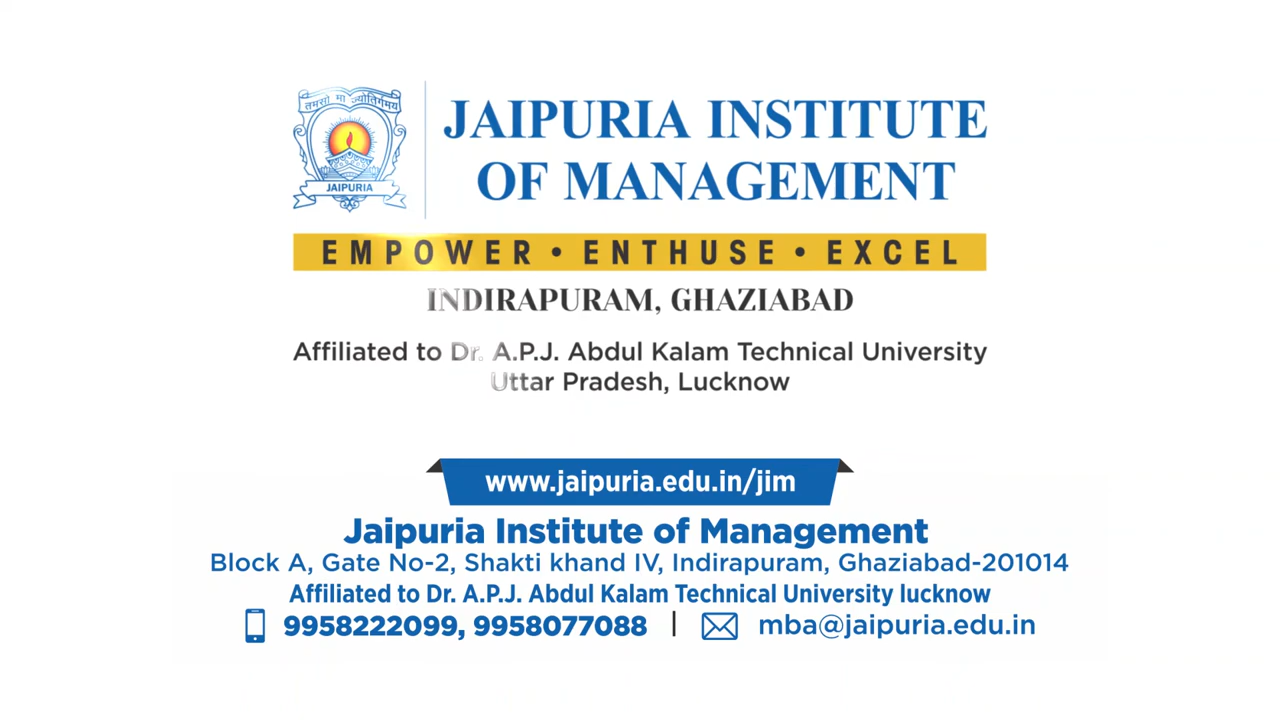 तमसो मा ज्योतिर्गमय
JAIPURIA
JAIPURIA INSTITUTE
OF MANAGEMENT
EMPOWER • ENTHUSE • EXCEL
INDIRAPURAM, GHAZIABAD
Affiliated to Dr. A.P.J. Abdul Kalam Technical University
Uttar Pradesh, Lucknow
www.jaipuria.edu.in/jim
Jaipuria Institute of Management
Block A, Gate No-2, Shakti khand IV, Indirapuram, Ghaziabad-201014
Affiliated to Dr. A.P.J. Abdul Kalam Technical University lucknow
9958222099, 9958077088 | mba@jaipuria.edu.in